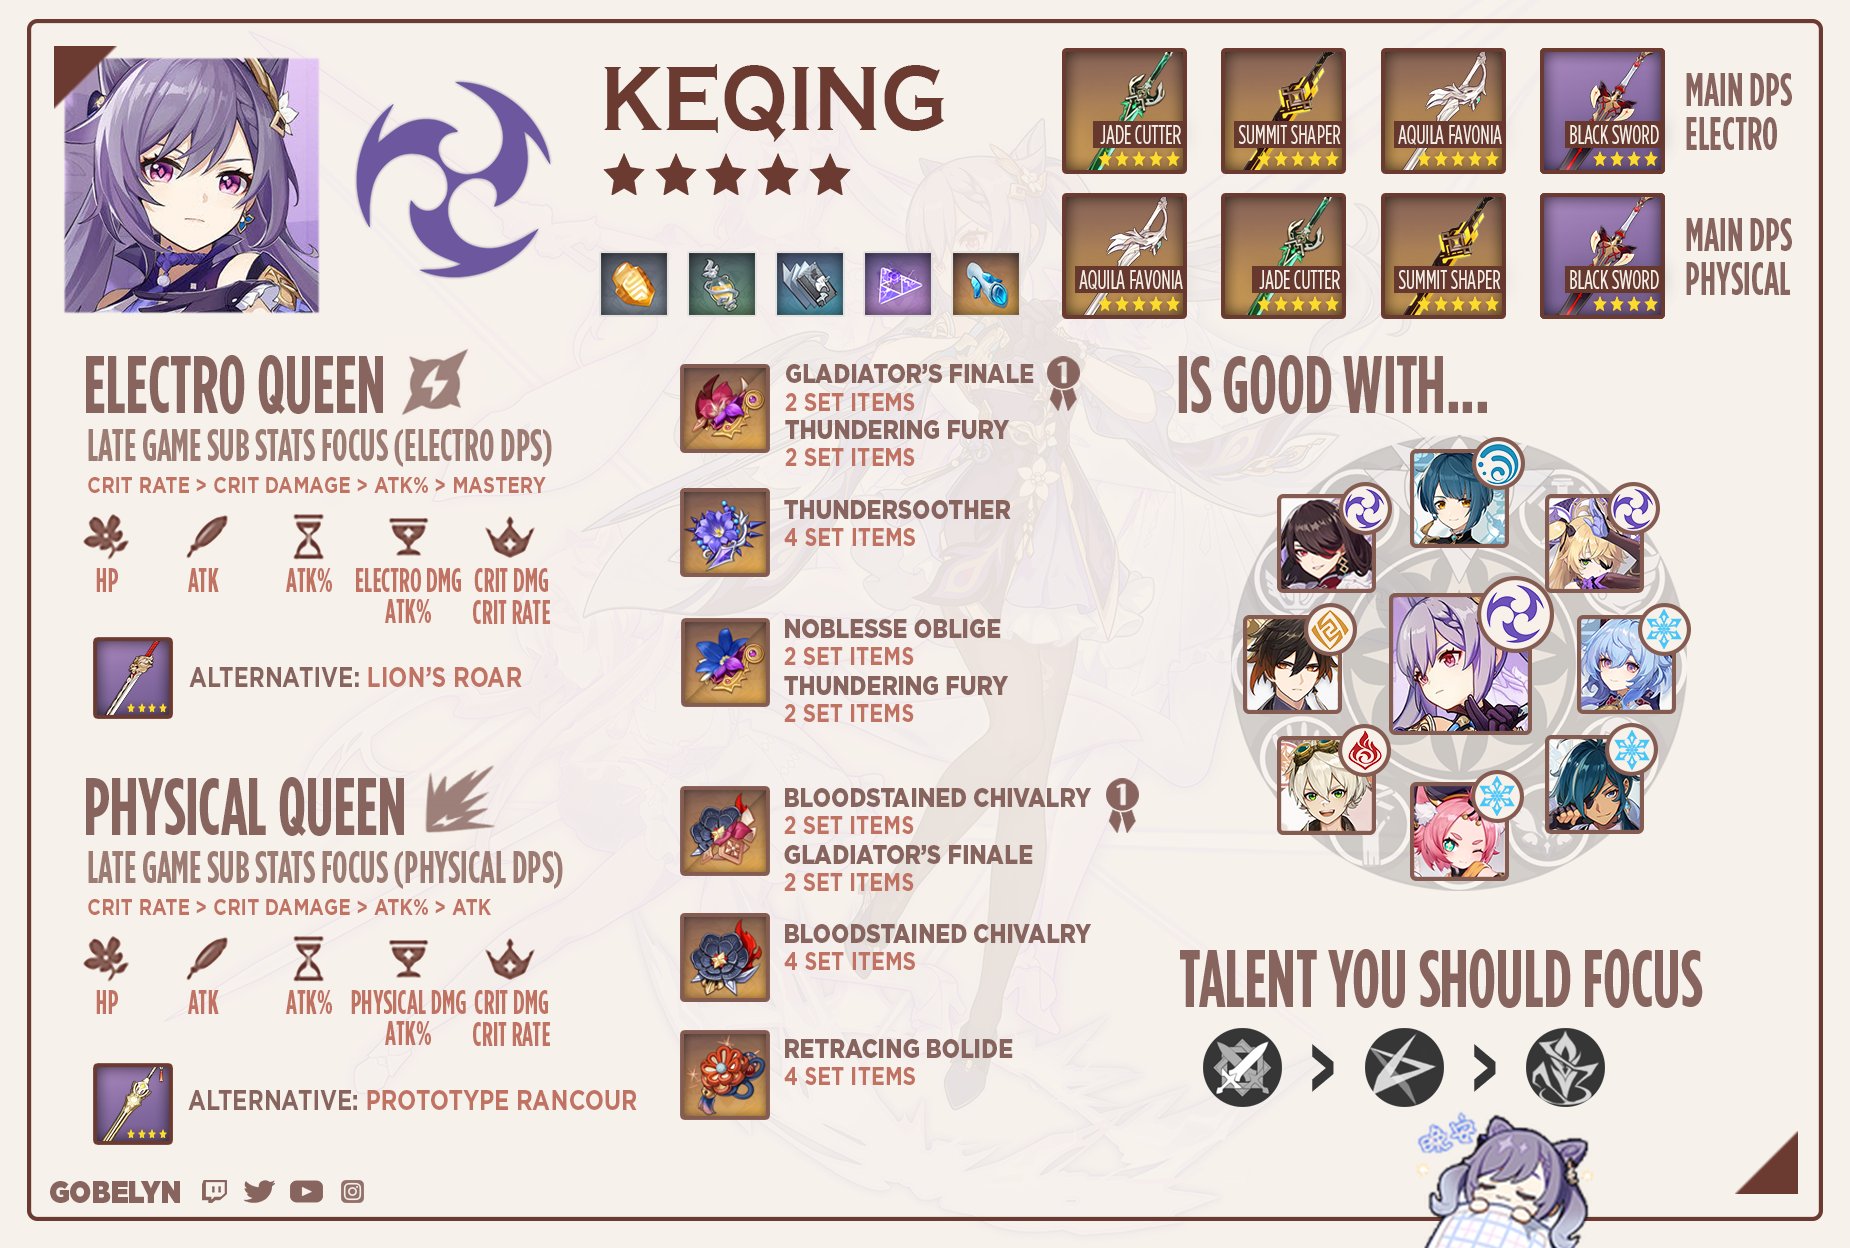 KEQING
JADE CUTTER
SUMMIT SHAPER
AQUILA FAVONIA
BLACK SWORD
MAIN DPS
ELECTRO
AQUILA FAVONIA
JADE CUTTER
SUMMIT SHAPER
BLACK SWORD
MAIN DPS
PHYSICAL
ELECTRO QUEEN
LATE GAME SUB STATS FOCUS (ELECTRO DPS)
CRIT RATE > CRIT DAMAGE > ATK% > MASTERY
HP
ATK
ATK%
ELECTRO DMG
ATK%
CRIT DMG
CRIT RATE
ALTERNATIVE: LION'S ROAR
PHYSICAL QUEEN
LATE GAME SUB STATS FOCUS (PHYSICAL DPS)
CRIT RATE > CRIT DAMAGE > ATK% > ATK
HP
ATK
ATK%
PHYSICAL DMG
ATK%
CRIT DMG
CRIT RATE
ALTERNATIVE: PROTOTYPE RANCOUR
GLADIATOR'S FINALE
1
2 SET ITEMS
THUNDERING FURY
2 SET ITEMS
THUNDERSOOTHER
4 SET ITEMS
NOBLESSE OBLIGE
2 SET ITEMS
THUNDERING FURY
2 SET ITEMS
BLOODSTAINED CHIVALRY
1
2 SET ITEMS
GLADIATOR'S FINALE
2 SET ITEMS
BLOODSTAINED CHIVALRY
4 SET ITEMS
RETRACING BOLIDE
4 SET ITEMS
IS GOOD WITH...
TALENT YOU SHOULD FOCUS
> >
晚安
GOBELYN